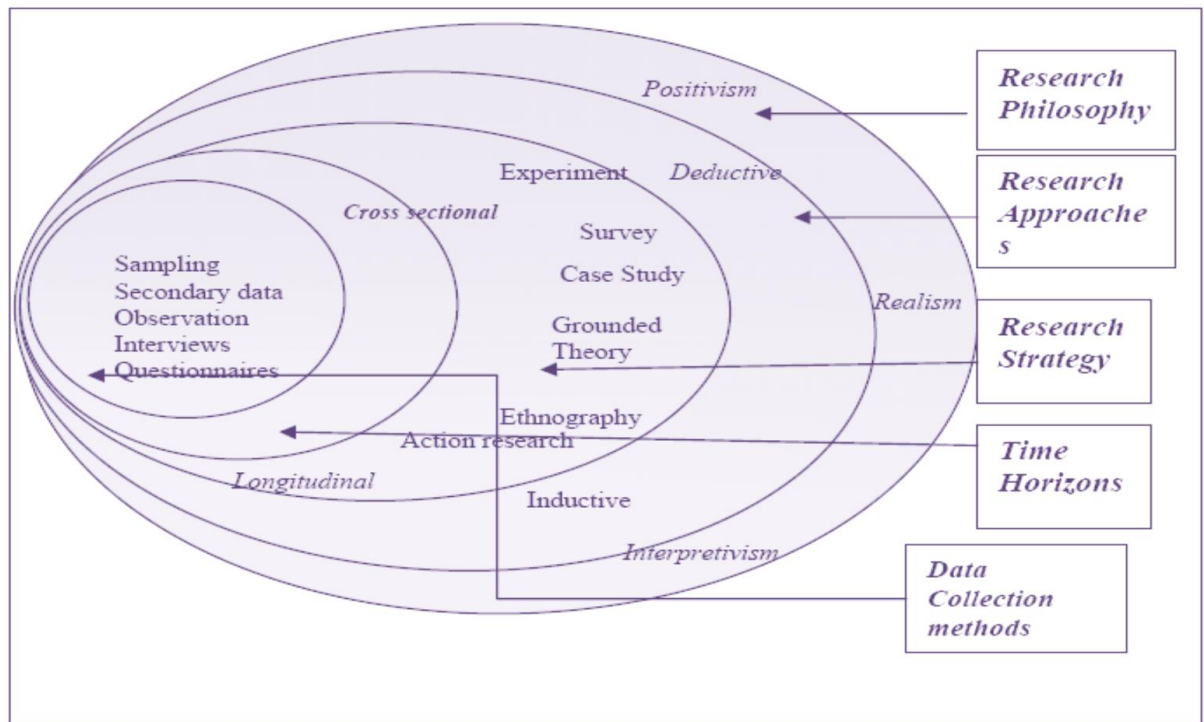 Positivism
Research
Philosophy
Experiment
Deductive
Research
Approache
s
Cross sectional
Survey
Sampling
Secondary data
Observation
Interviews
Questionnaires
Case Study
Realism
Grounded
Theory
Research
Strategy
Ethnography
Action research
Time
Horizons
Longitudinal
Inductive
Interpretivism
Data
Collection
methods